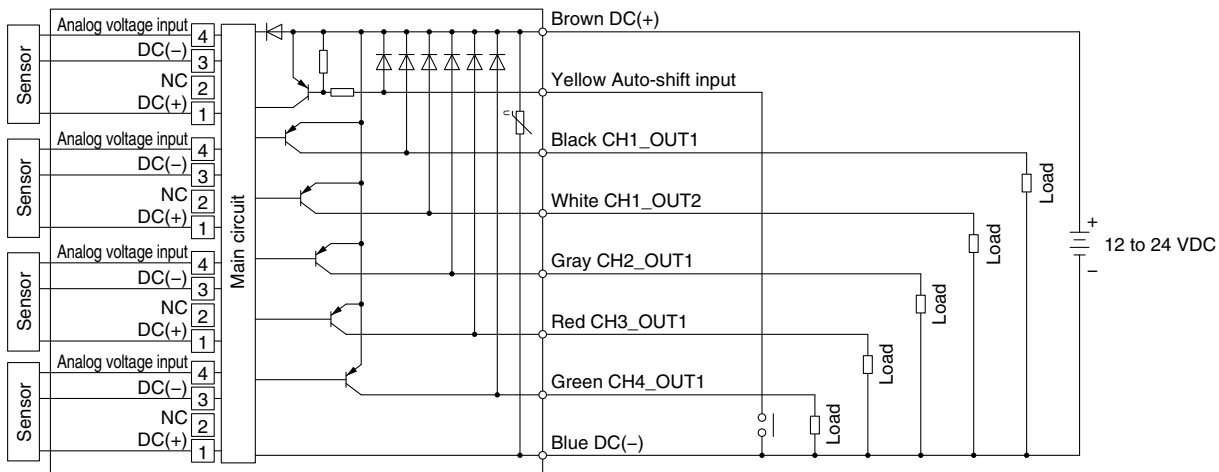 Sensor
Analog voltage input 4
DC(−) 3
NC 2
DC(+) 1
Sensor
Analog voltage input 4
DC(−) 3
NC 2
DC(+) 1
Sensor
Analog voltage input 4
DC(−) 3
NC 2
DC(+) 1
Sensor
Analog voltage input 4
DC(−) 3
NC 2
DC(+) 1
Main circuit
Brown DC(+)
Yellow Auto-shift input
Black CH1_OUT1
White CH1_OUT2
Gray CH2_OUT1
Red CH3_OUT1
Green CH4_OUT1
Blue DC(−)
Load
Load
Load
Load
Load
+
12 to 24 VDC
−